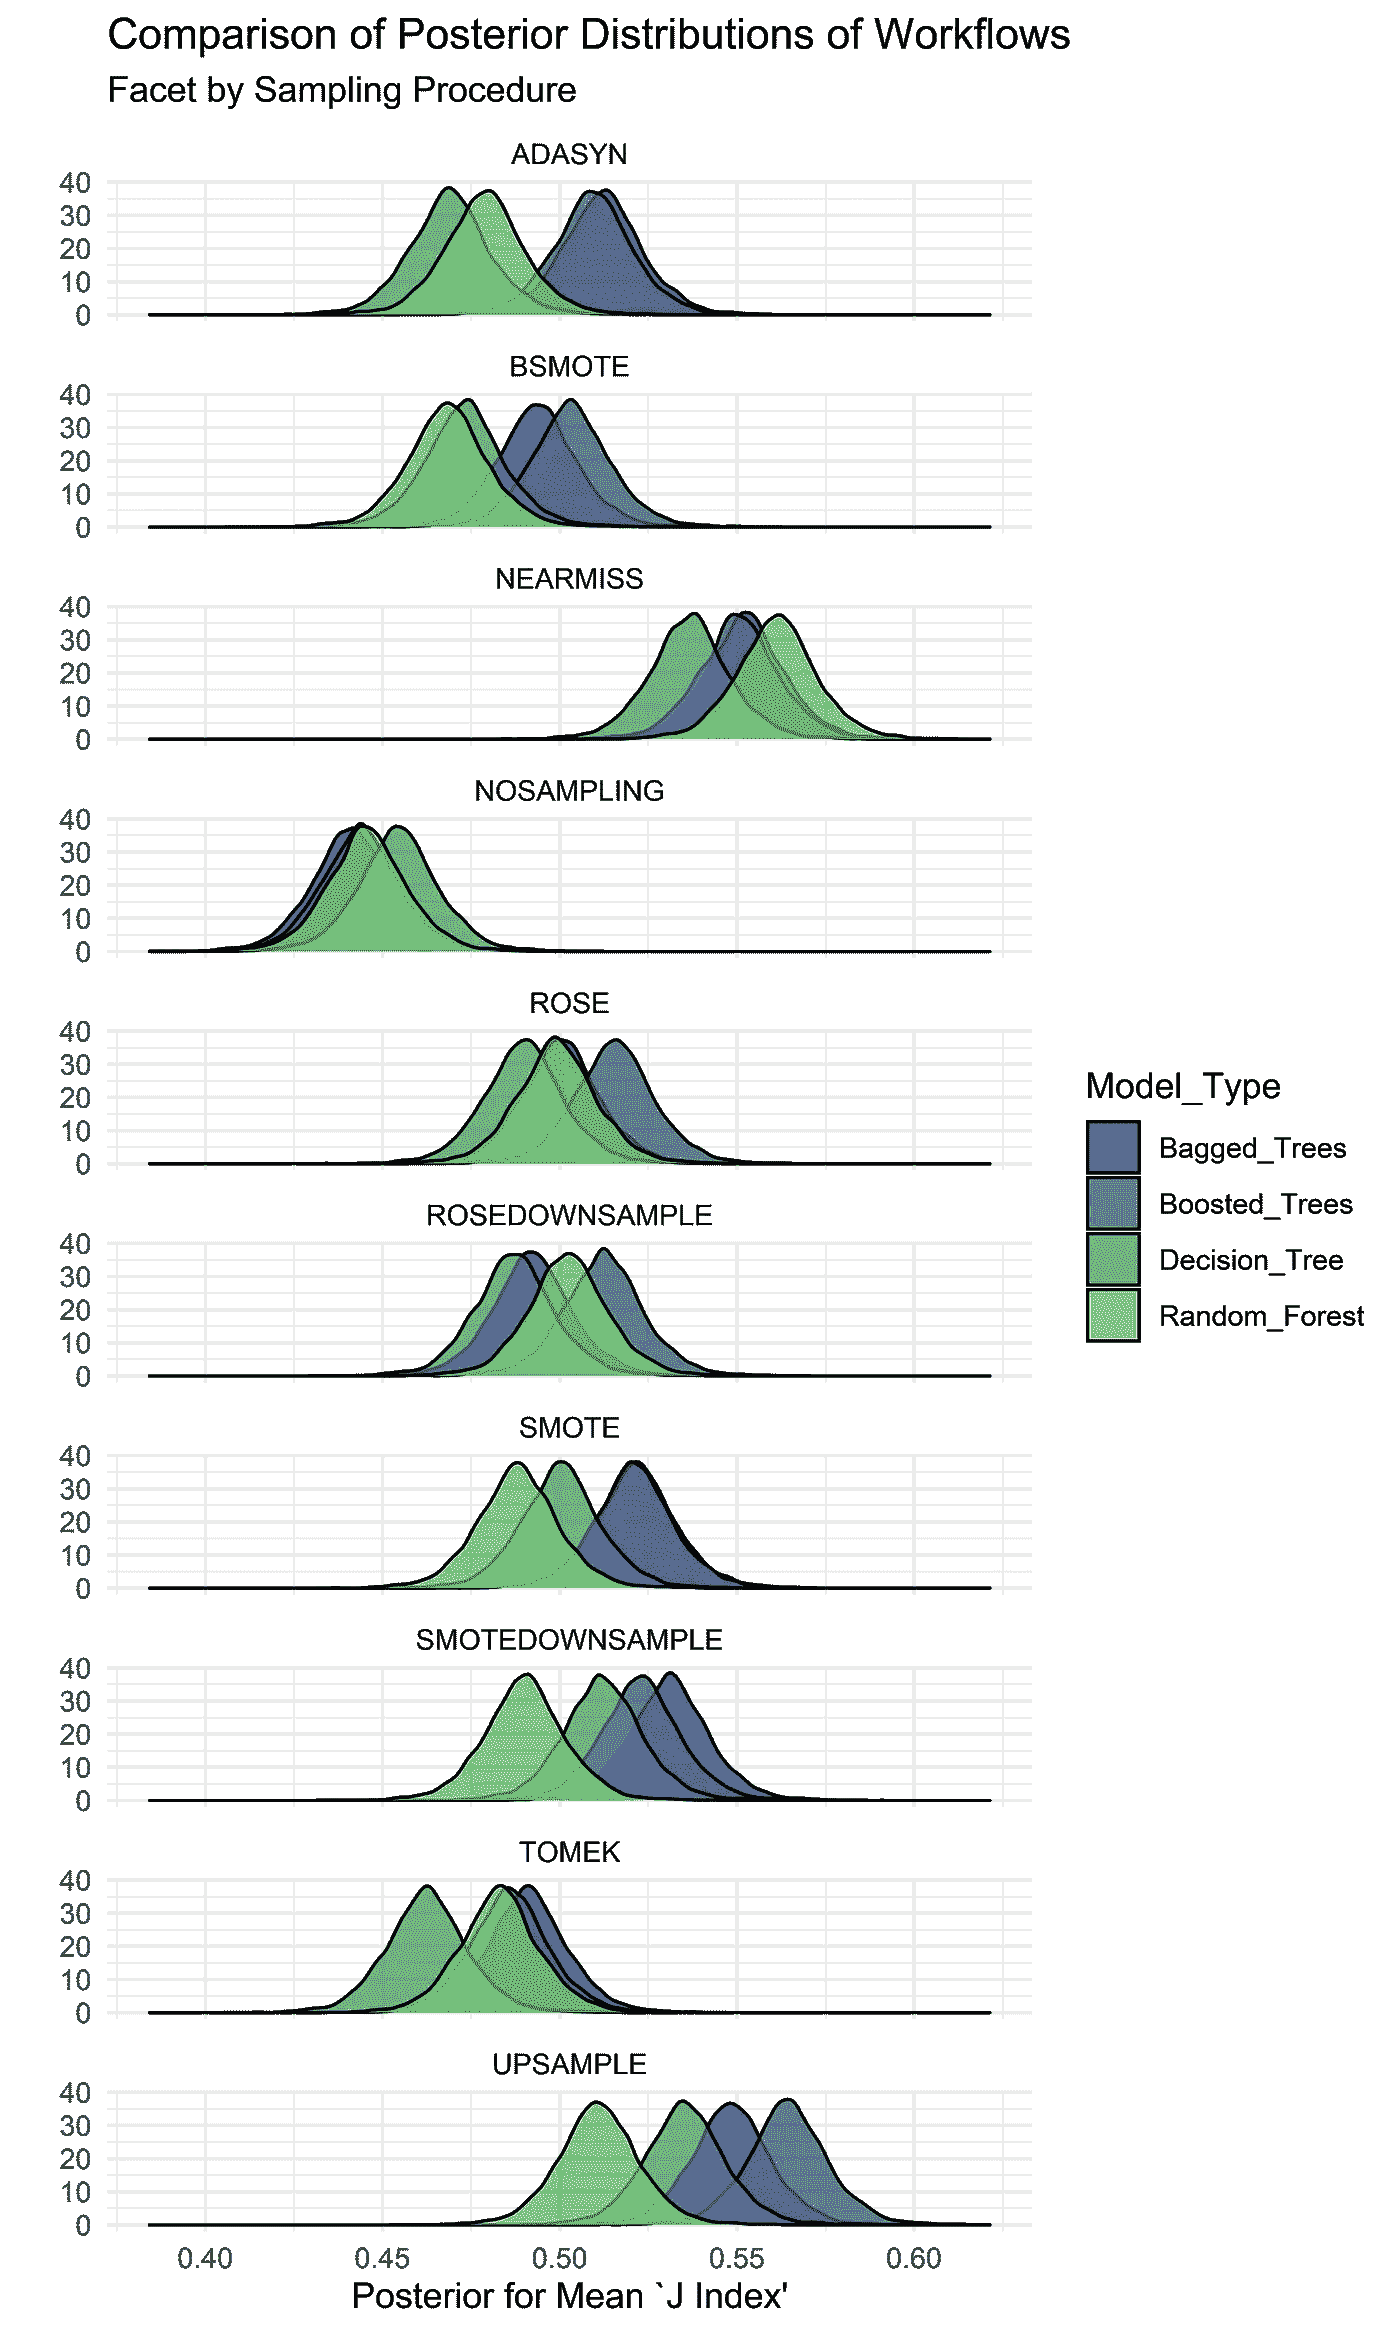 Comparison of Posterior Distributions of Workflows
Facet by Sampling Procedure
ADASYN
40
30
20
10
0
BSMOTE
40
30
20
10
0
NEARMISS
40
30
20
10
0
NOSAMPLING
40
30
20
10
0
ROSE
40
30
20
10
0
ROSEDOWNSAMPLE
40
30
20
10
0
SMOTE
40
30
20
10
0
SMOTEDOWNSAMPLE
40
30
20
10
0
TOMEK
40
30
20
10
0
UPSAMPLE
40
30
20
10
0
0.40 0.45 0.50 0.55 0.60
Posterior for Mean `J Index'
Model_Type
Bagged_Trees
Boosted_Trees
Decision_Tree
Random_Forest